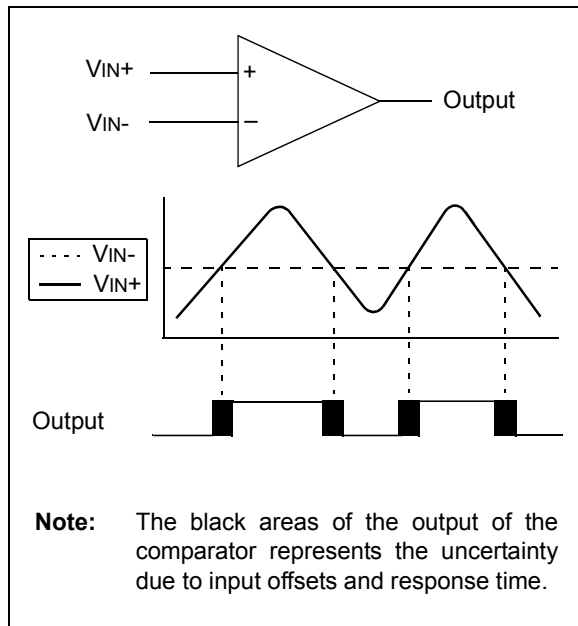 VIN+
+
Output
VIN-
–
VIN-
VIN+
Output
Note: The black areas of the output of the
comparator represents the uncertainty
due to input offsets and response time.